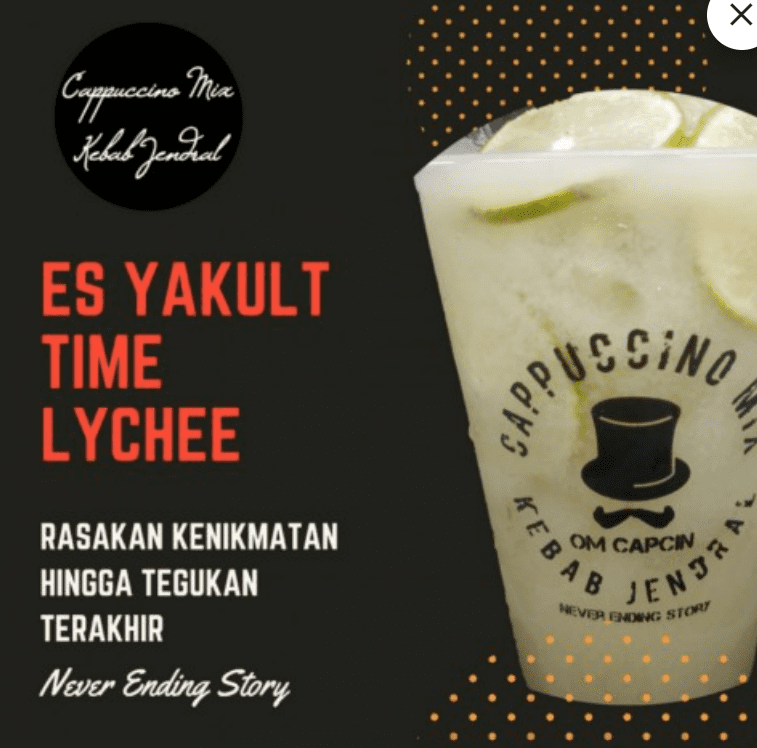 Cappuccino Mix
Kebab Jendral
ES YAKULT
TIME
LYCHEE
RASAKAN KENIKMATAN
HINGGA TEGUKAN
TERAKHIR
Never Ending Story
CAPPUCCINO MIX
OM CAPCIN
KEBAB JENDRAL
NEVER ENDING STORY